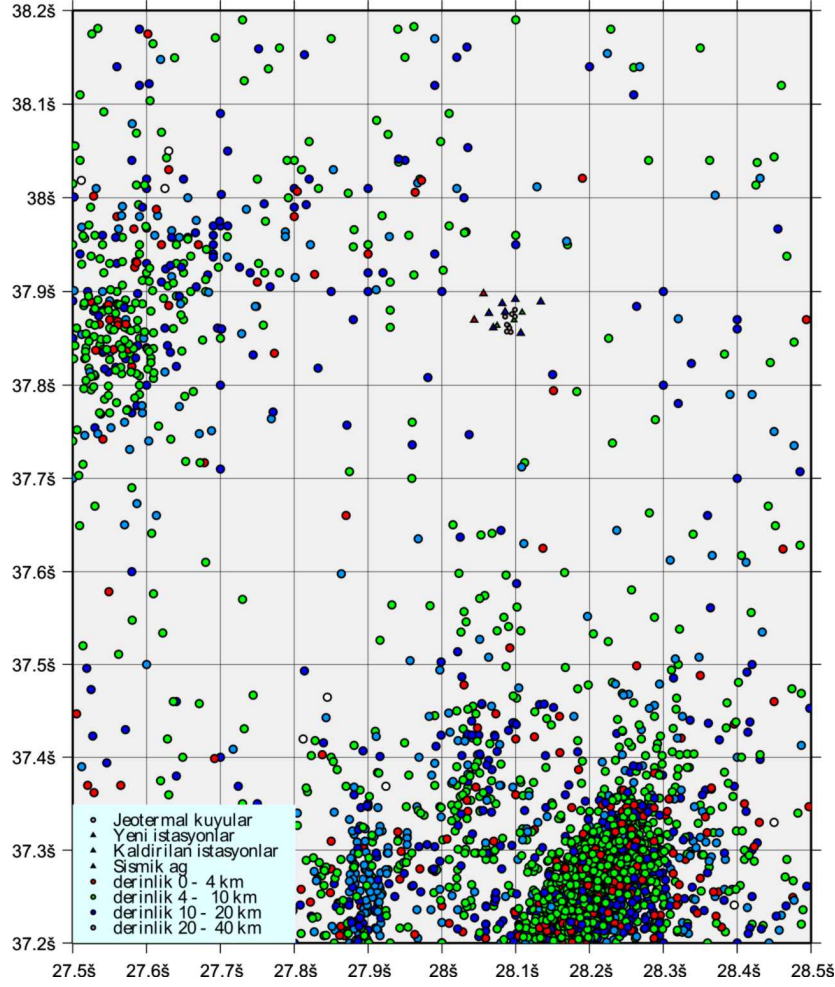 38.2š
38.1š
38š
37.9š
37.8š
37.7š
37.6š
37.5š
37.4š
37.3š
37.2š
Jeotermal kuyular
Yeni istasyonlar
Kaldirilan istasyonlar
Sismik ag
derinlik 0 - 4 km
derinlik 4 - 10 km
derinlik 10 - 20 km
derinlik 20 - 40 km
27.5š 27.6š 27.7š 27.8š 27.9š 28š 28.1š 28.2š 28.3š 28.4š 28.5š